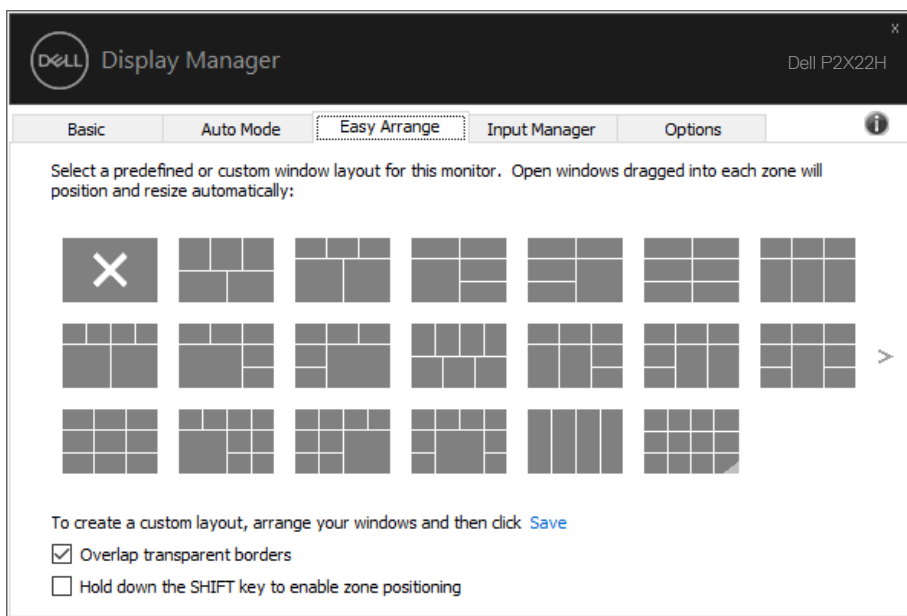 x
DELL Display Manager
Dell P2X22H
Basic Auto Mode Easy Arrange Input Manager Options
Select a predefined or custom window layout for this monitor. Open windows dragged into each zone will
position and resize automatically:
>
To create a custom layout, arrange your windows and then click Save
Overlap transparent borders
Hold down the SHIFT key to enable zone positioning